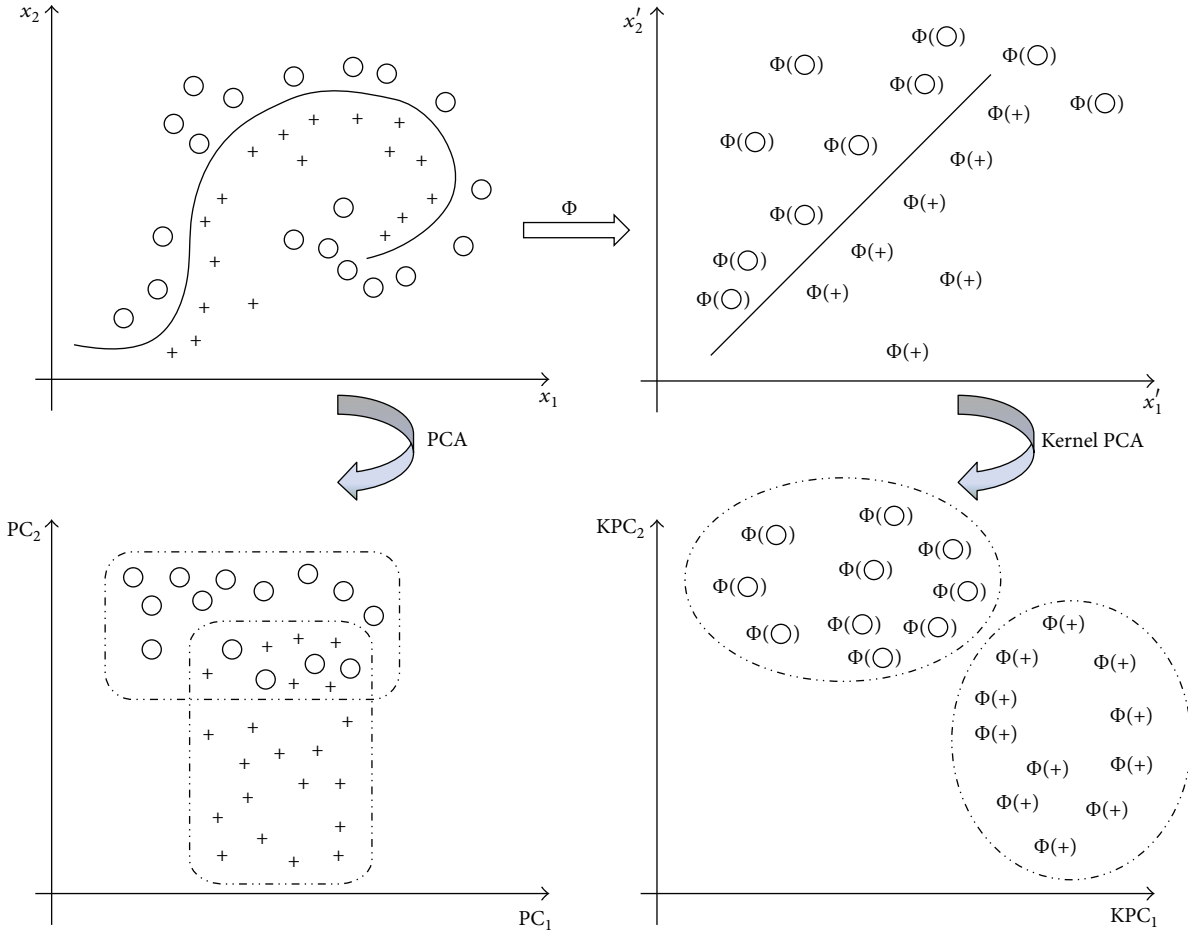 x₂
x₁
Φ
x′₂
Φ(○)
Φ(○)
Φ(○)
Φ(○)
Φ(○)
Φ(+)
Φ(○)
Φ(○)
Φ(+)
Φ(+)
Φ(○)
Φ(+)
Φ(○)
Φ(+)
Φ(+)
Φ(○)
Φ(+)
x′₁
PCA
Kernel PCA
PC₂
PC₁
KPC₂
Φ(○)
Φ(○)
Φ(○)
Φ(○)
Φ(○)
Φ(○)
Φ(○)
Φ(○)
Φ(○)
Φ(○)
Φ(+)
Φ(+)
Φ(+)
Φ(+)
Φ(+)
Φ(+)
Φ(+)
Φ(+)
Φ(+)
Φ(+)
Φ(+)
KPC₁